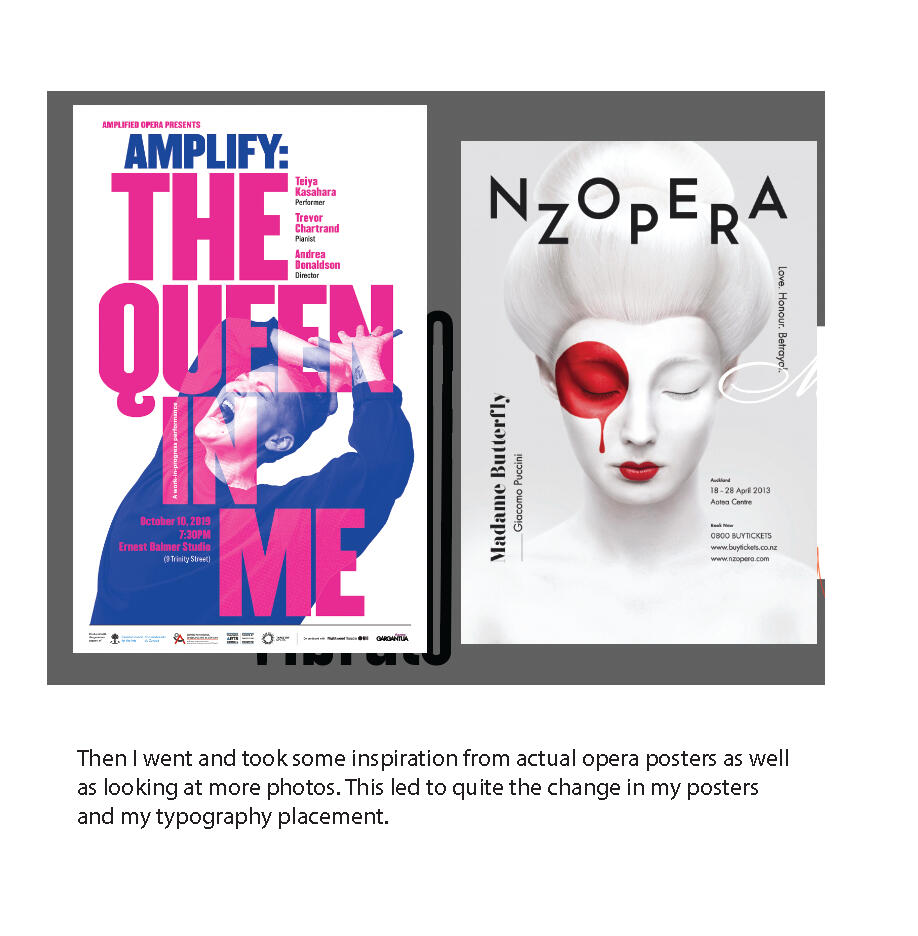 AMPLIFIED OPERA PRESENTS
AMPLIFY:
THE
QUEEN
IN
ME
Teiya
Kasahara
Performer
Trevor
Chartrand
Pianist
Andrea
Donaldson
Director
A work-in-progress performance
October 10, 2019
7:30PM
Ernest Balmer Studio
(9 Trinity Street)
GARGANTUA
Vibrato
NZOPERA
Love. Honour. Betrayal.
Madame Butterfly
Giacomo Puccini
Auckland
18 - 28 April 2013
Aotea Centre
Book Now
0800 BUYTICKETS
www.buytickets.co.nz
www.nzopera.com
Then I went and took some inspiration from actual opera posters as well
as looking at more photos. This led to quite the change in my posters
and my typography placement.